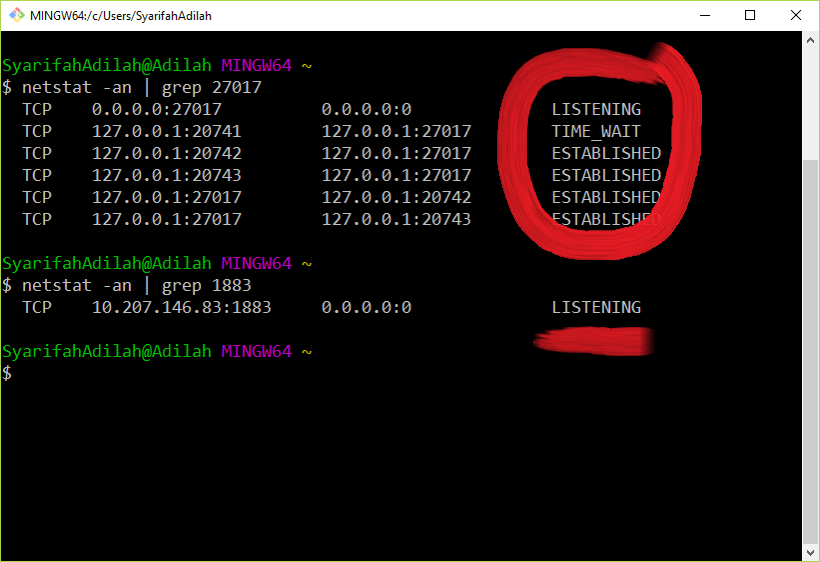 MINGW64:/c/Users/SyarifahAdilah
SyarifahAdilah@Adilah MINGW64 ~
$ netstat -an | grep 27017
TCP 0.0.0.0:27017 0.0.0.0:0 LISTENING
TCP 127.0.0.1:20741 127.0.0.1:27017 TIME_WAIT
TCP 127.0.0.1:20742 127.0.0.1:27017 ESTABLISHED
TCP 127.0.0.1:20743 127.0.0.1:27017 ESTABLISHED
TCP 127.0.0.1:27017 127.0.0.1:20742 ESTABLISHED
TCP 127.0.0.1:27017 127.0.0.1:20743 ESTABLISHED
SyarifahAdilah@Adilah MINGW64 ~
$ netstat -an | grep 1883
TCP 10.207.146.83:1883 0.0.0.0:0 LISTENING
SyarifahAdilah@Adilah MINGW64 ~
$